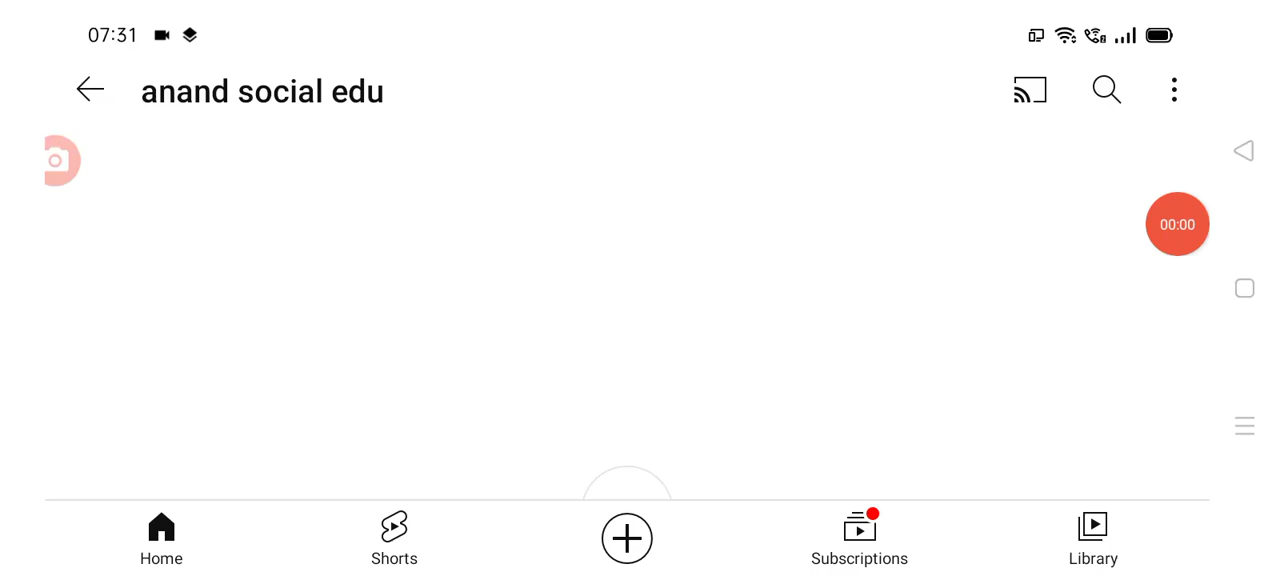 07:31
anand social edu
00:00
Home
Shorts
Subscriptions
Library